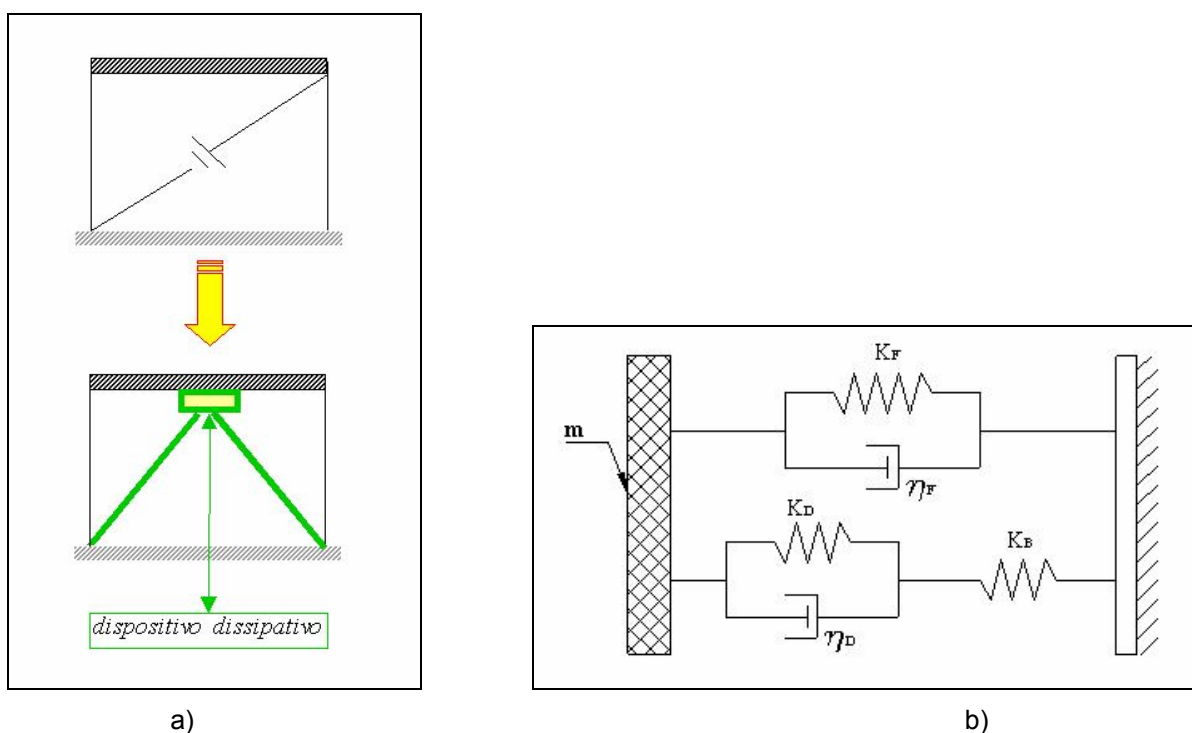 dispositivo dissipativo
K_F
m
η_F
K_D
K_B
η_D
a)
b)